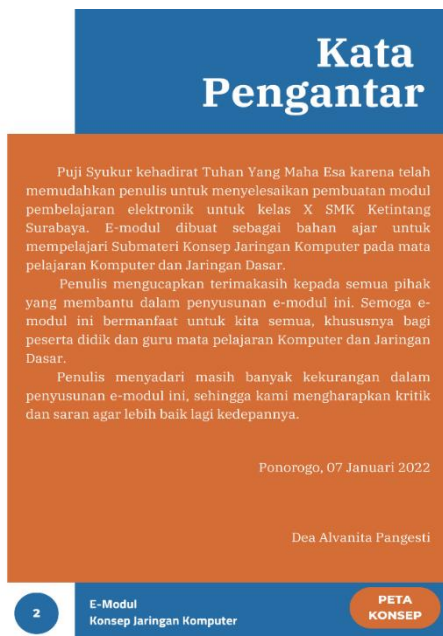 Kata
Pengantar
Puji Syukur kehadirat Tuhan Yang Maha Esa karena telah
memudahkan penulis untuk menyelesaikan pembuatan modul
pembelajaran elektronik untuk kelas X SMK Ketintang
Surabaya. E-modul dibuat sebagai bahan ajar untuk
mempelajari Submateri Konsep Jaringan Komputer pada mata
pelajaran Komputer dan Jaringan Dasar.
Penulis mengucapkan terimakasih kepada semua pihak
yang membantu dalam penyusunan e-modul ini. Semoga e-
modul ini bermanfaat untuk kita semua, khususnya bagi
peserta didik dan guru mata pelajaran Komputer dan Jaringan
Dasar.
Penulis menyadari masih banyak kekurangan dalam
penyusunan e-modul ini, sehingga kami mengharapkan kritik
dan saran agar lebih baik lagi kedepannya.
Ponorogo, 07 Januari 2022
Dea Alvanita Pangesti
2
E-Modul
Konsep Jaringan Komputer
PETA
KONSEP